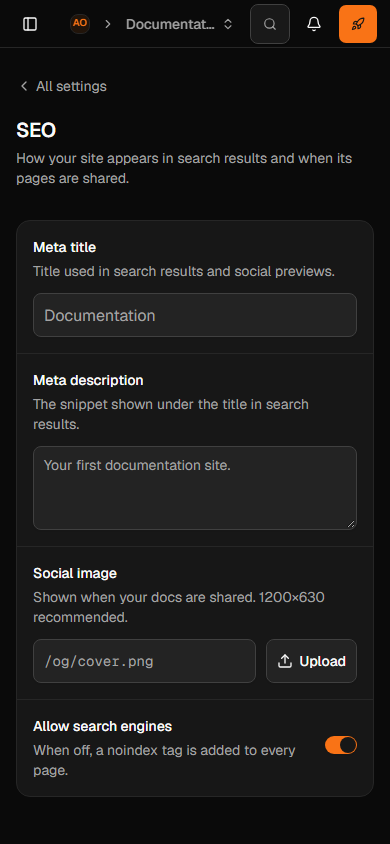 AO
Documentat...
All settings
SEO
How your site appears in search results and when its
pages are shared.
Meta title
Title used in search results and social previews.
Documentation
Meta description
The snippet shown under the title in search
results.
Your first documentation site.
Social image
Shown when your docs are shared. 1200×630
recommended.
/og/cover.png
Upload
Allow search engines
When off, a noindex tag is added to every
page.